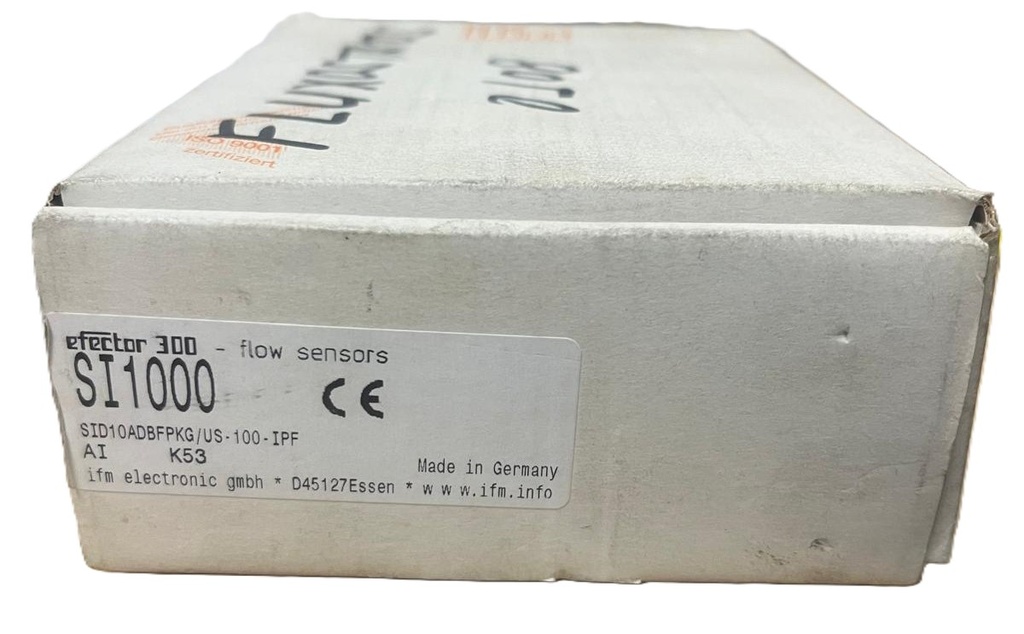 ISO 9001
zertifiziert
efector 300 - flow sensors
SI1000
CE
SID10ADBFPKG/US-100-IPF
AI K53
Made in Germany
ifm electronic gmbh * D45127Essen * www.ifm.info